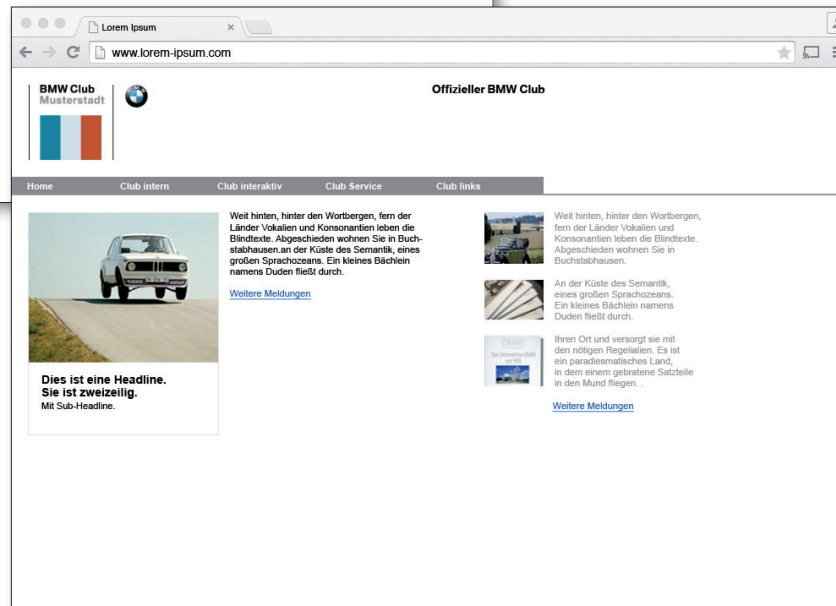 Lorem Ipsum
www.lorem-ipsum.com
BMW Club
Musterstadt
Offizieller BMW Club
Home Club intern Club interaktiv Club Service Club links
Weit hinten, hinter den Wortbergen, fern der
Länder Vokalien und Konsonantien leben die
Blindtexte. Abgeschieden wohnen Sie in Buch-
stabhausen.an der Küste des Semantik, eines
großen Sprachozeans. Ein kleines Bächlein
namens Duden fließt durch.
Weitere Meldungen
Dies ist eine Headline.
Sie ist zweizeilig.
Mit Sub-Headline.
Weit hinten, hinter den Wortbergen,
fern der Länder Vokalien und
Konsonantien leben die Blindtexte.
Abgeschieden wohnen Sie in
Buchstabhausen.
An der Küste des Semantik,
eines großen Sprachozeans.
Ein kleines Bächlein namens
Duden fließt durch.
BMW
Ihren Ort und versorgt sie mit
den nötigen Regelialien. Es ist
ein paradiesmatisches Land,
in dem einem gebratene Satzteile
in den Mund fliegen. .
Weitere Meldungen